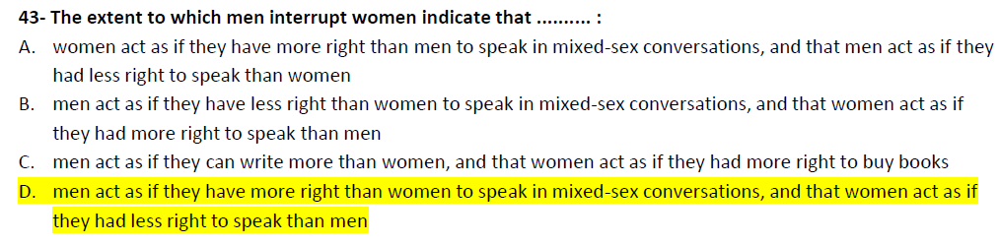 43- The extent to which men interrupt women indicate that .......... :
A. women act as if they have more right than men to speak in mixed-sex conversations, and that men act as if they
had less right to speak than women
B. men act as if they have less right than women to speak in mixed-sex conversations, and that women act as if
they had more right to speak than men
C. men act as if they can write more than women, and that women act as if they had more right to buy books
D. men act as if they have more right than women to speak in mixed-sex conversations, and that women act as if
they had less right to speak than men